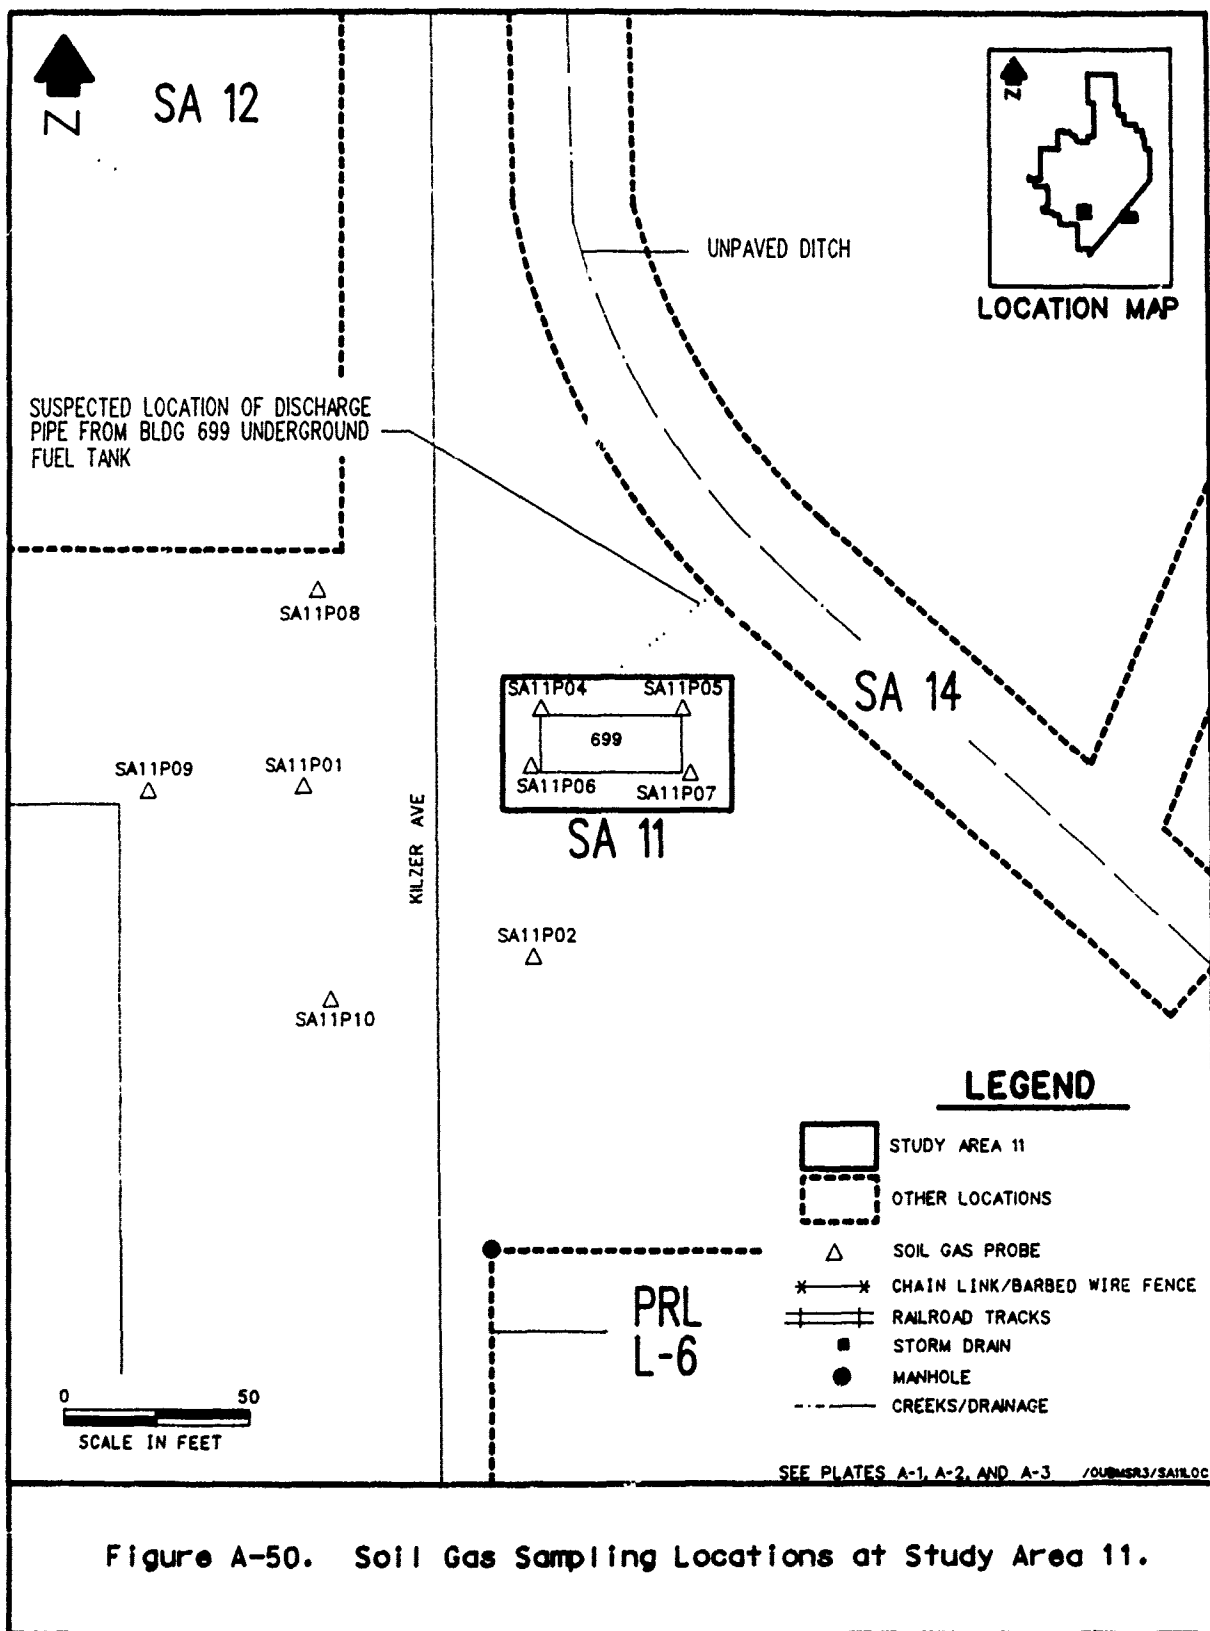 N
SA 12
N
LOCATION MAP
UNPAVED DITCH
SUSPECTED LOCATION OF DISCHARGE
PIPE FROM BLDG 699 UNDERGROUND
FUEL TANK
SA11P08
SA11P04
SA11P05
699
SA 14
SA11P09
SA11P01
SA11P06
SA11P07
SA 11
KILZER AVE
SA11P02
SA11P10
LEGEND
STUDY AREA 11
OTHER LOCATIONS
SOIL GAS PROBE
CHAIN LINK/BARBED WIRE FENCE
RAILROAD TRACKS
STORM DRAIN
MANHOLE
CREEKS/DRAINAGE
PRL
L-6
0 50
SCALE IN FEET
SEE PLATES A-1, A-2, AND A-3
Figure A-50. Soil Gas Sampling Locations at Study Area 11.